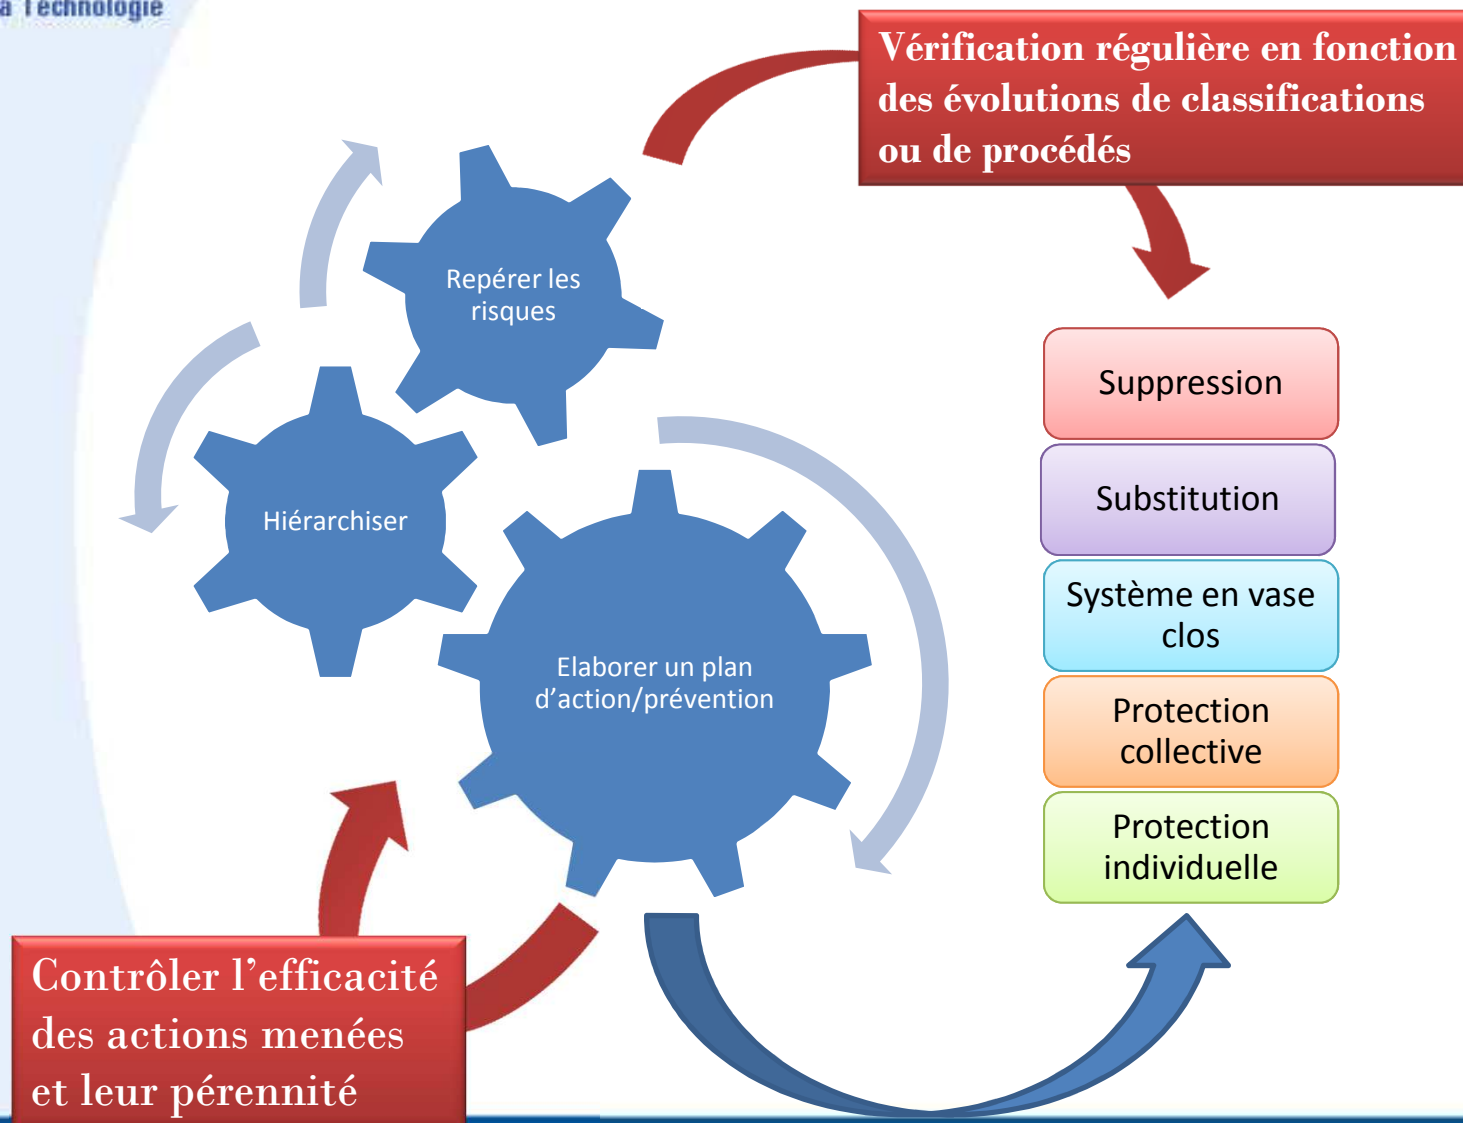 a Technologie
Vérification régulière en fonction
des évolutions de classifications
ou de procédés
Repérer les
risques
Hiérarchiser
Elaborer un plan
d’action/prévention
Suppression
Substitution
Système en vase
clos
Protection
collective
Protection
individuelle
Contrôler l’efficacité
des actions menées
et leur pérennité